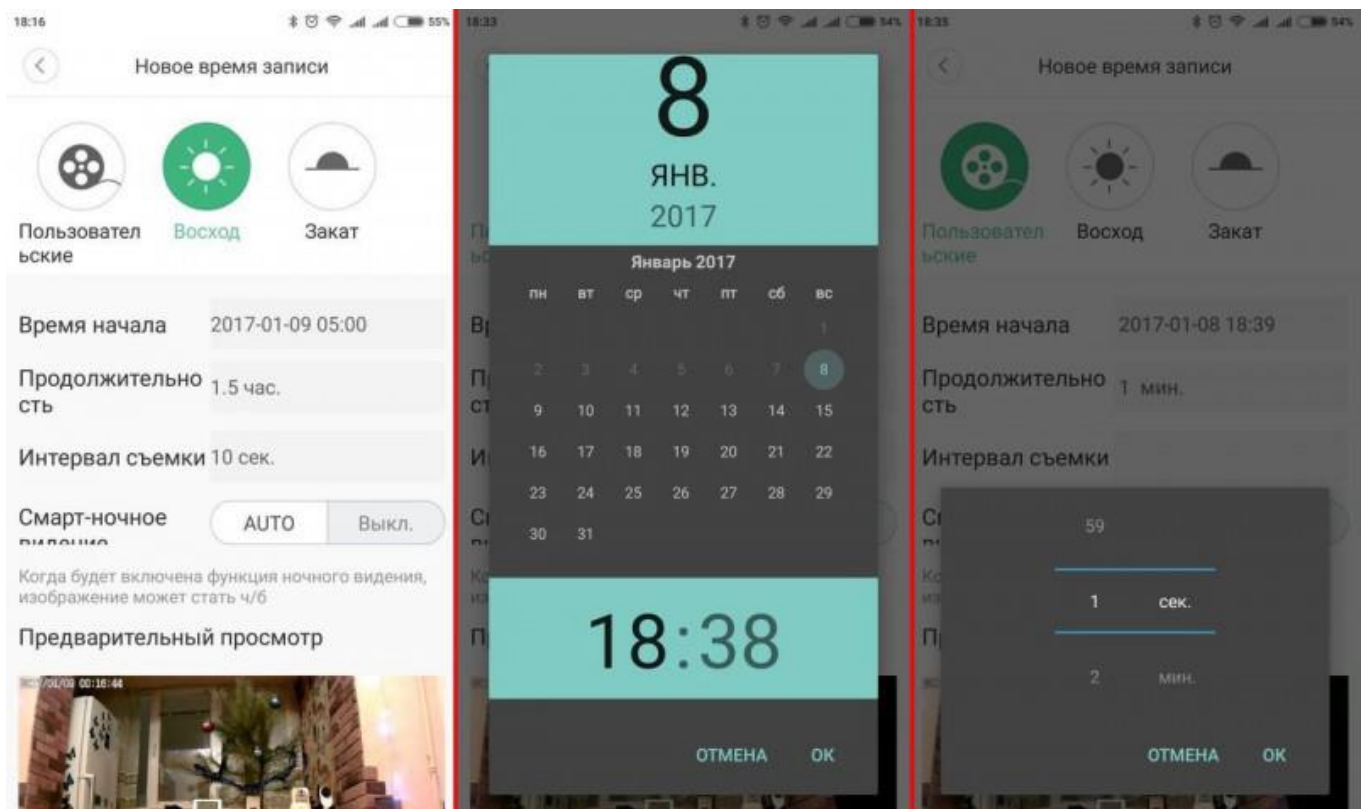 18:16
55%
Новое время записи
Пользовател
ьские
Восход
Закат
Время начала
2017-01-09 05:00
Продолжительно
сть
1.5 час.
Интервал съемки
10 сек.
Смарт-ночное
видение
AUTO
Выкл.
Когда будет включена функция ночного видения,
изображение может стать ч/б
Предварительный просмотр
18:33
54%
8
ЯНВ.
2017
Январь 2017
пн вт ср чт пт сб вс
1
2 3 4 5 6 7 8
9 10 11 12 13 14 15
16 17 18 19 20 21 22
23 24 25 26 27 28 29
30 31
18:38
ОТМЕНА OK
18:35
54%
Новое время записи
Пользовател
ьские
Восход
Закат
Время начала
2017-01-08 18:39
Продолжительно
сть
1 мин.
Интервал съемки
59
1 сек.
2 мин.
ОТМЕНА OK